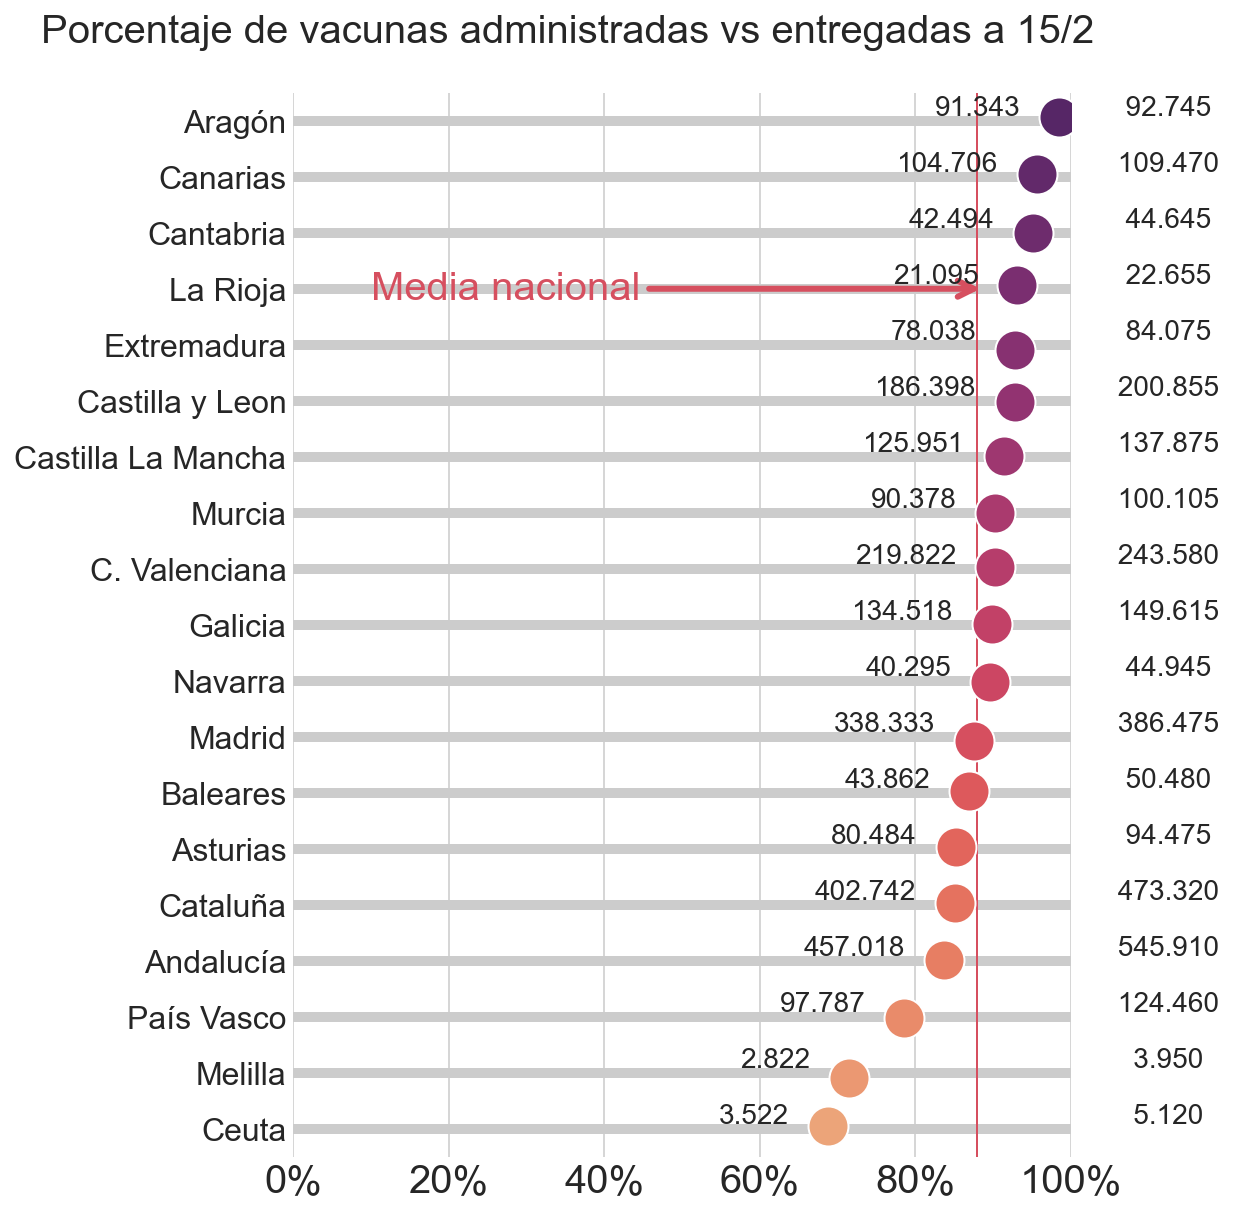 Porcentaje de vacunas administradas vs entregadas a 15/2
Aragón 91.343 92.745
Canarias 104.706 109.470
Cantabria 42.494 44.645
La Rioja Media nacional 21.095 22.655
Extremadura 78.038 84.075
Castilla y Leon 186.398 200.855
Castilla La Mancha 125.951 137.875
Murcia 90.378 100.105
C. Valenciana 219.822 243.580
Galicia 134.518 149.615
Navarra 40.295 44.945
Madrid 338.333 386.475
Baleares 43.862 50.480
Asturias 80.484 94.475
Cataluña 402.742 473.320
Andalucía 457.018 545.910
País Vasco 97.787 124.460
Melilla 2.822 3.950
Ceuta 3.522 5.120
0% 20% 40% 60% 80% 100%